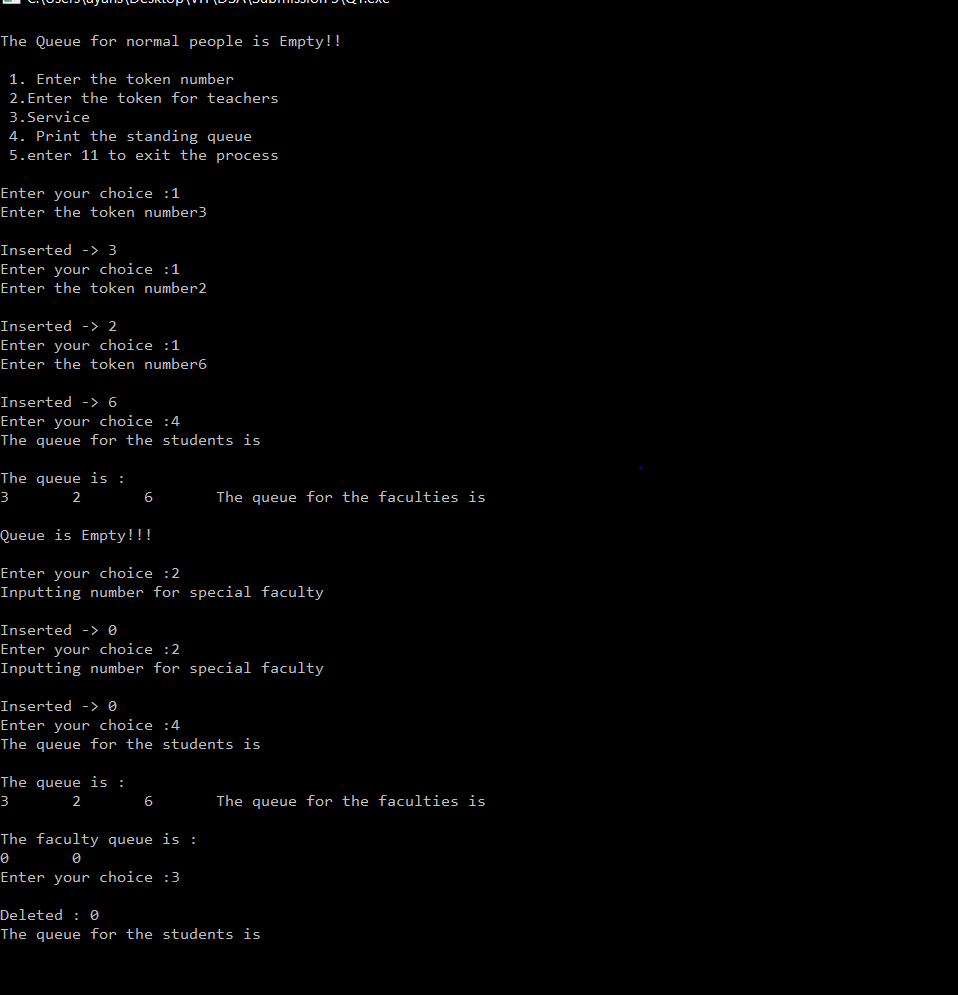 C:\Users\ayans\Desktop\VIT\DSA\Submission 3\Q1.exe
The Queue for normal people is Empty!!
1. Enter the token number
2.Enter the token for teachers
3.Service
4. Print the standing queue
5.enter 11 to exit the process
Enter your choice :1
Enter the token number3
Inserted -> 3
Enter your choice :1
Enter the token number2
Inserted -> 2
Enter your choice :1
Enter the token number6
Inserted -> 6
Enter your choice :4
The queue for the students is
The queue is :
3 2 6 The queue for the faculties is
Queue is Empty!!!
Enter your choice :2
Inputting number for special faculty
Inserted -> 0
Enter your choice :2
Inputting number for special faculty
Inserted -> 0
Enter your choice :4
The queue for the students is
The queue is :
3 2 6 The queue for the faculties is
The faculty queue is :
0 0
Enter your choice :3
Deleted : 0
The queue for the students is